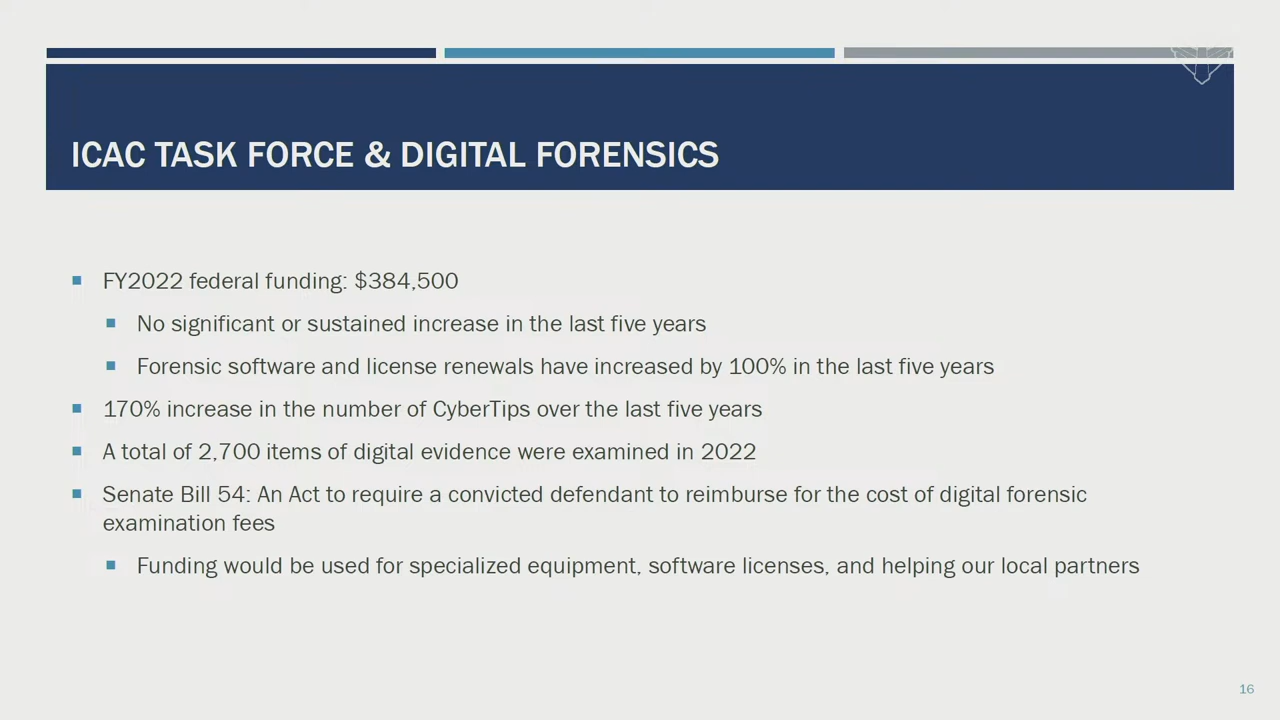 ICAC TASK FORCE & DIGITAL FORENSICS
FY2022 federal funding: $384,500
No significant or sustained increase in the last five years
Forensic software and license renewals have increased by 100% in the last five years
170% increase in the number of CyberTips over the last five years
A total of 2,700 items of digital evidence were examined in 2022
Senate Bill 54: An Act to require a convicted defendant to reimburse for the cost of digital forensic
examination fees
Funding would be used for specialized equipment, software licenses, and helping our local partners
16